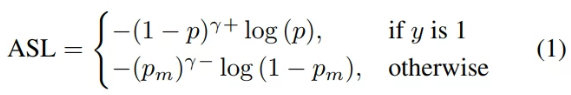 ASL = { −(1 − p)^γ+ log (p), if y is 1
−(p_m)^γ− log (1 − p_m), otherwise (1)